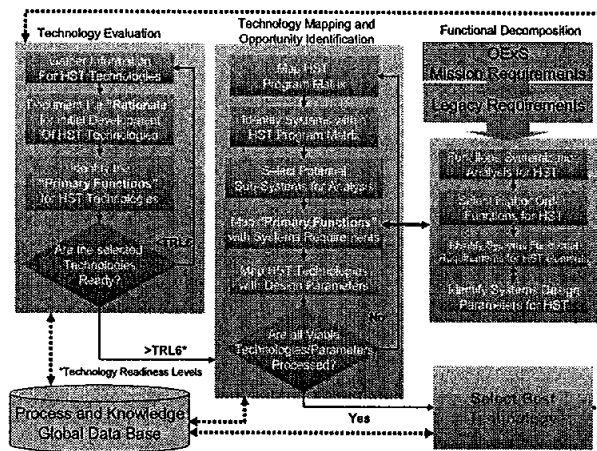 Technology Evaluation
Gather Information
For HST Technologies
Document the "Rationale"
for Initial Development
Of HST Technologies
Identify the
"Primary Functions"
for HST Technologies
<TRL6
Are the selected
Technologies
Ready?
>TRL6*
*Technology Readiness Levels
Process and Knowledge
Global Data Base
Technology Mapping and
Opportunity Identification
Map HST
Program Matrix
Identify Systems within
HST Program Matrix
Select Potential
Sub-Systems for Analysis
Map "Primary Functions"
with Systems Requirements
Map HST Technologies
with Design Parameters
No
Are all Viable
Technologies/Parameters
Processed?
Yes
Functional Decomposition
OExS
Mission Requirements
Legacy Requirements
Functional Systems
Analysis for HST
Select Higher Order
Functions for HST
Identify Systems Functional
Requirements for HST
Identify Systems Design
Parameters for HST
Select Best
Technology